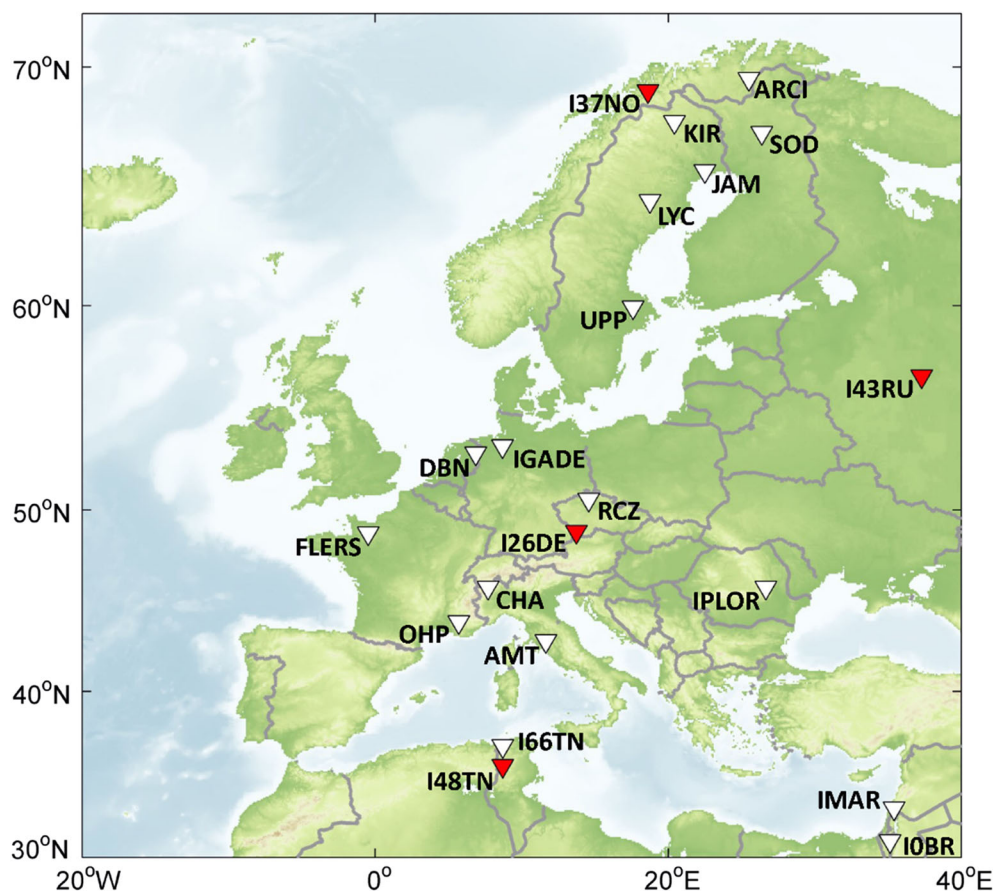 70°N
ARCI
I37NO
KIR
SOD
JAM
LYC
60°N
UPP
I43RU
DBN
IGADE
50°N
RCZ
FLERS
I26DE
CHA
IPLOR
OHP
AMT
40°N
I66TN
I48TN
IMAR
I0BR
30°N
20°W
0°
20°E
40°E